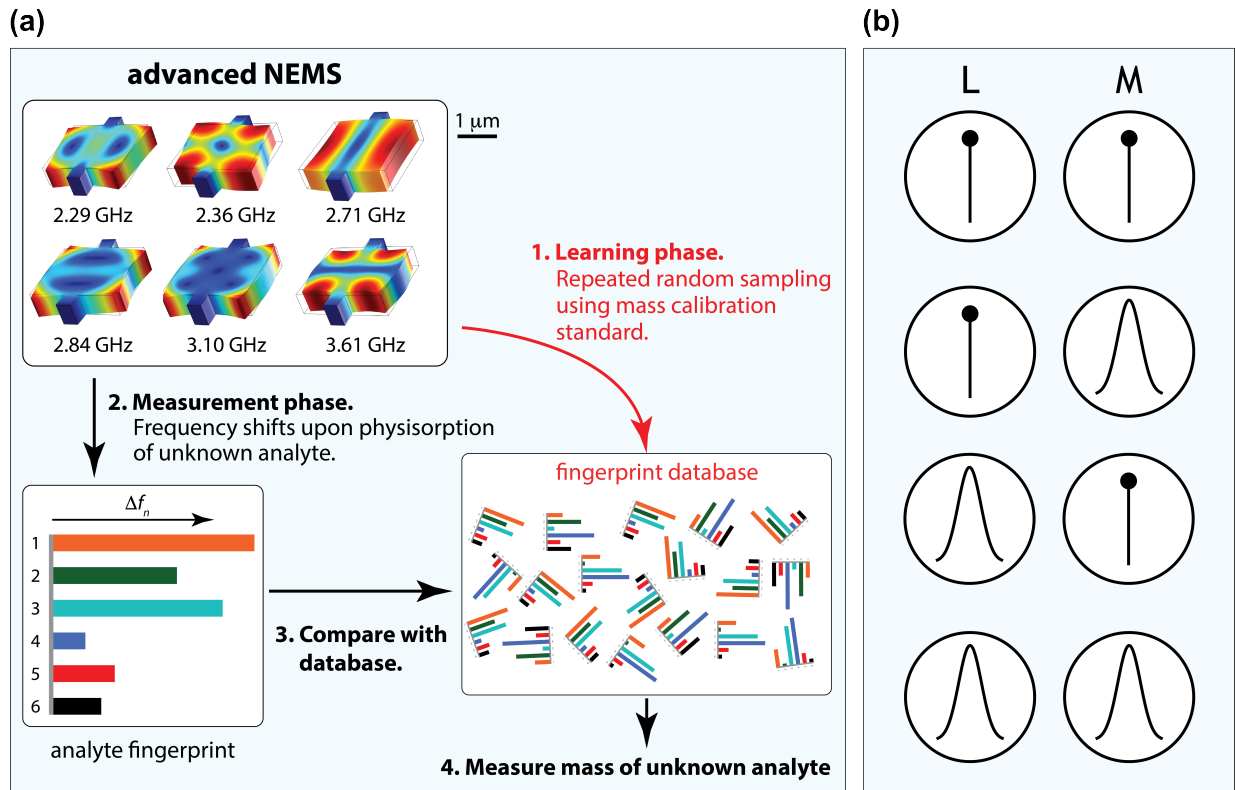 (a)
advanced NEMS
1 μm
2.29 GHz
2.36 GHz
2.71 GHz
2.84 GHz
3.10 GHz
3.61 GHz
1. Learning phase.
Repeated random sampling
using mass calibration
standard.
2. Measurement phase.
Frequency shifts upon physisorption
of unknown analyte.
fingerprint database
Δfn
1
2
3
4
5
6
analyte fingerprint
3. Compare with
database.
4. Measure mass of unknown analyte
(b)
L
M